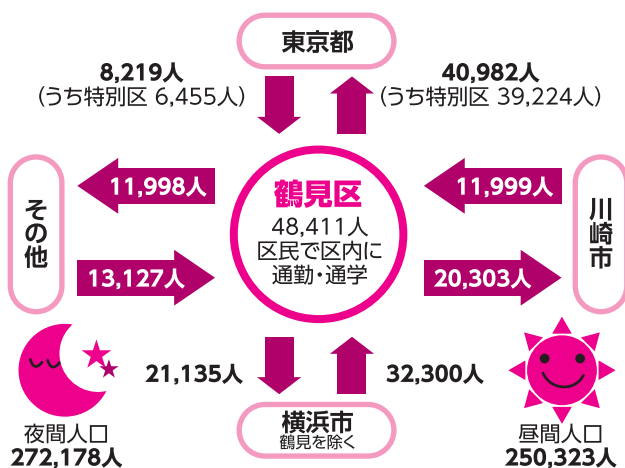 東京都
8,219人
(うち特別区 6,455人)
40,982人
(うち特別区 39,224人)
その他
11,998人
13,127人
鶴見区
48,411人
区民で区内に
通勤・通学
11,999人
20,303人
川崎市
21,135人
32,300人
横浜市
鶴見を除く
夜間人口
272,178人
昼間人口
250,323人